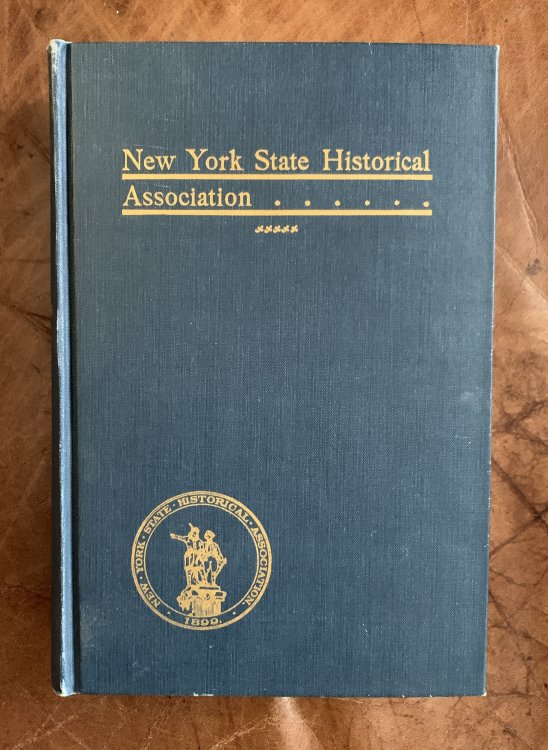 New York State Historical
Association . . . . . .
NEW · YORK · STATE · HISTORICAL · ASSOCIATION ·
· 1899 ·